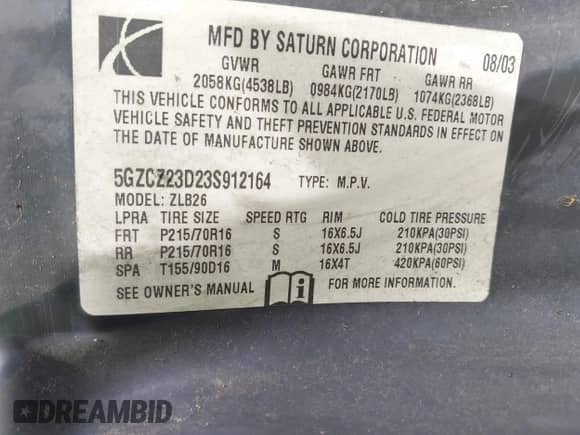 MFD BY SATURN CORPORATION 08/03
GVWR GAWR FRT GAWR RR
2058KG(4538LB) 0984KG(2170LB) 1074KG(2368LB)
THIS VEHICLE CONFORMS TO ALL APPLICABLE U.S. FEDERAL MOTOR
VEHICLE SAFETY AND THEFT PREVENTION STANDARDS IN EFFECT ON
THE DATE OF MANUFACTURE SHOWN ABOVE.
5GZCZ23D23S912164 TYPE: M.P.V.
MODEL: ZLB26
LPRA TIRE SIZE SPEED RTG RIM COLD TIRE PRESSURE
FRT P215/70R16 S 16X6.5J 210KPA(30PSI)
RR P215/70R16 S 16X6.5J 210KPA(30PSI)
SPA T155/90D16 M 16X4T 420KPA(60PSI)
SEE OWNER'S MANUAL i FOR MORE INFORMATION.
DREAMBID